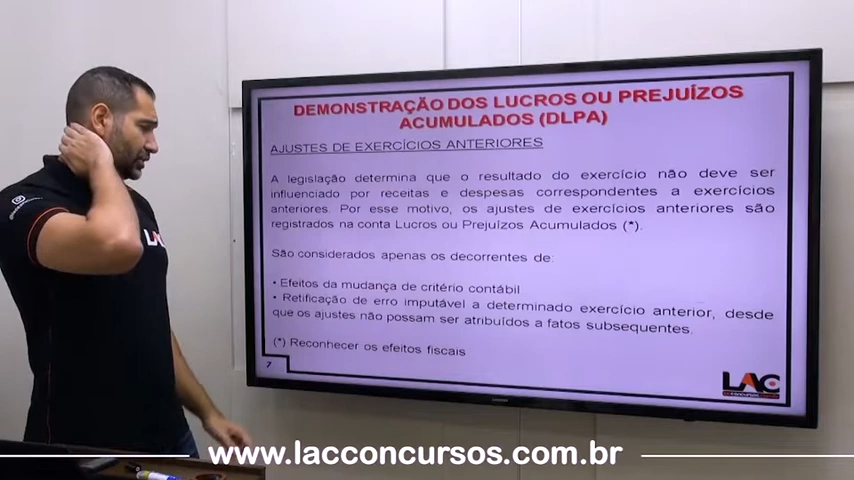 DEMONSTRAÇÃO DOS LUCROS OU PREJUÍZOS
ACUMULADOS (DLPA)
AJUSTES DE EXERCÍCIOS ANTERIORES
A legislação determina que o resultado do exercício não deve ser
influenciado por receitas e despesas correspondentes a exercícios
anteriores. Por esse motivo, os ajustes de exercícios anteriores são
registrados na conta Lucros ou Prejuízos Acumulados (*).
São considerados apenas os decorrentes de:
• Efeitos da mudança de critério contábil
• Retificação de erro imputável a determinado exercício anterior, desde
que os ajustes não possam ser atribuídos a fatos subsequentes.
(*) Reconhecer os efeitos fiscais
7
LAC
www.lacconcursos.com.br